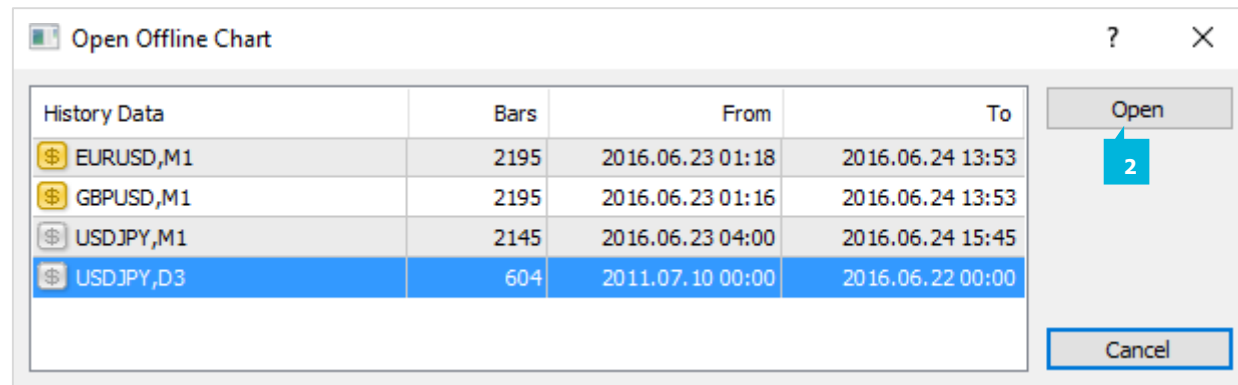 Open Offline Chart ?
History Data Bars From To
EURUSD,M1 2195 2016.06.23 01:18 2016.06.24 13:53
GBPUSD,M1 2195 2016.06.23 01:16 2016.06.24 13:53
USDJPY,M1 2145 2016.06.23 04:00 2016.06.24 15:45
USDJPY,D3 604 2011.07.10 00:00 2016.06.22 00:00
Open
2
Cancel